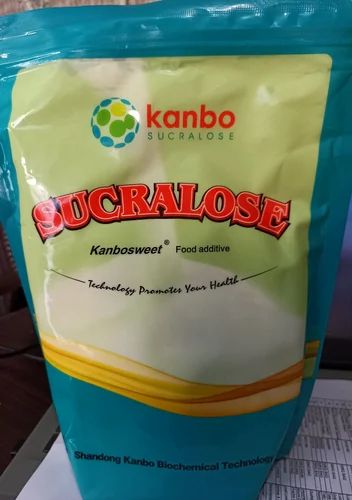 kanbo
SUCRALOSE
SUCRALOSE
Kanbosweet® Food additive
Technology Promotes Your Health
Shandong Kanbo Biochemical Technology